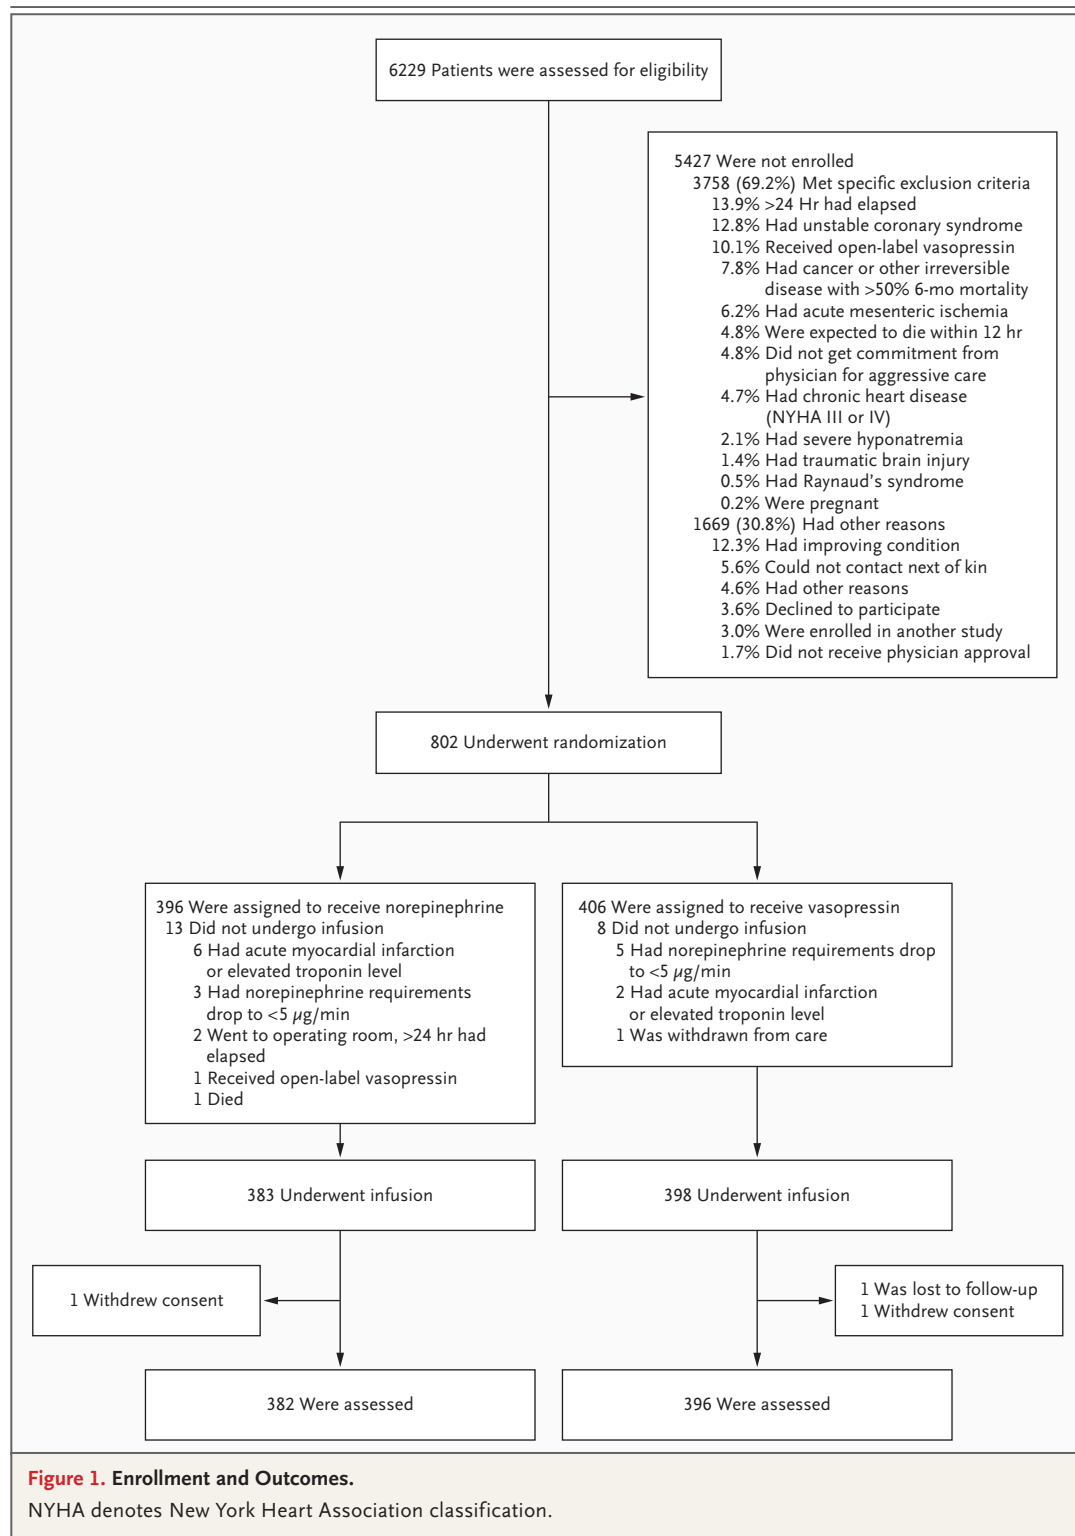 6229 Patients were assessed for eligibility
5427 Were not enrolled
3758 (69.2%) Met specific exclusion criteria
13.9% >24 Hr had elapsed
12.8% Had unstable coronary syndrome
10.1% Received open-label vasopressin
7.8% Had cancer or other irreversible
disease with >50% 6-mo mortality
6.2% Had acute mesenteric ischemia
4.8% Were expected to die within 12 hr
4.8% Did not get commitment from
physician for aggressive care
4.7% Had chronic heart disease
(NYHA III or IV)
2.1% Had severe hyponatremia
1.4% Had traumatic brain injury
0.5% Had Raynaud's syndrome
0.2% Were pregnant
1669 (30.8%) Had other reasons
12.3% Had improving condition
5.6% Could not contact next of kin
4.6% Had other reasons
3.6% Declined to participate
3.0% Were enrolled in another study
1.7% Did not receive physician approval
802 Underwent randomization
396 Were assigned to receive norepinephrine
13 Did not undergo infusion
6 Had acute myocardial infarction
or elevated troponin level
3 Had norepinephrine requirements
drop to <5 µg/min
2 Went to operating room, >24 hr had
elapsed
1 Received open-label vasopressin
1 Died
406 Were assigned to receive vasopressin
8 Did not undergo infusion
5 Had norepinephrine requirements drop
to <5 µg/min
2 Had acute myocardial infarction
or elevated troponin level
1 Was withdrawn from care
383 Underwent infusion
398 Underwent infusion
1 Withdrew consent
1 Was lost to follow-up
1 Withdrew consent
382 Were assessed
396 Were assessed
Figure 1. Enrollment and Outcomes.
NYHA denotes New York Heart Association classification.